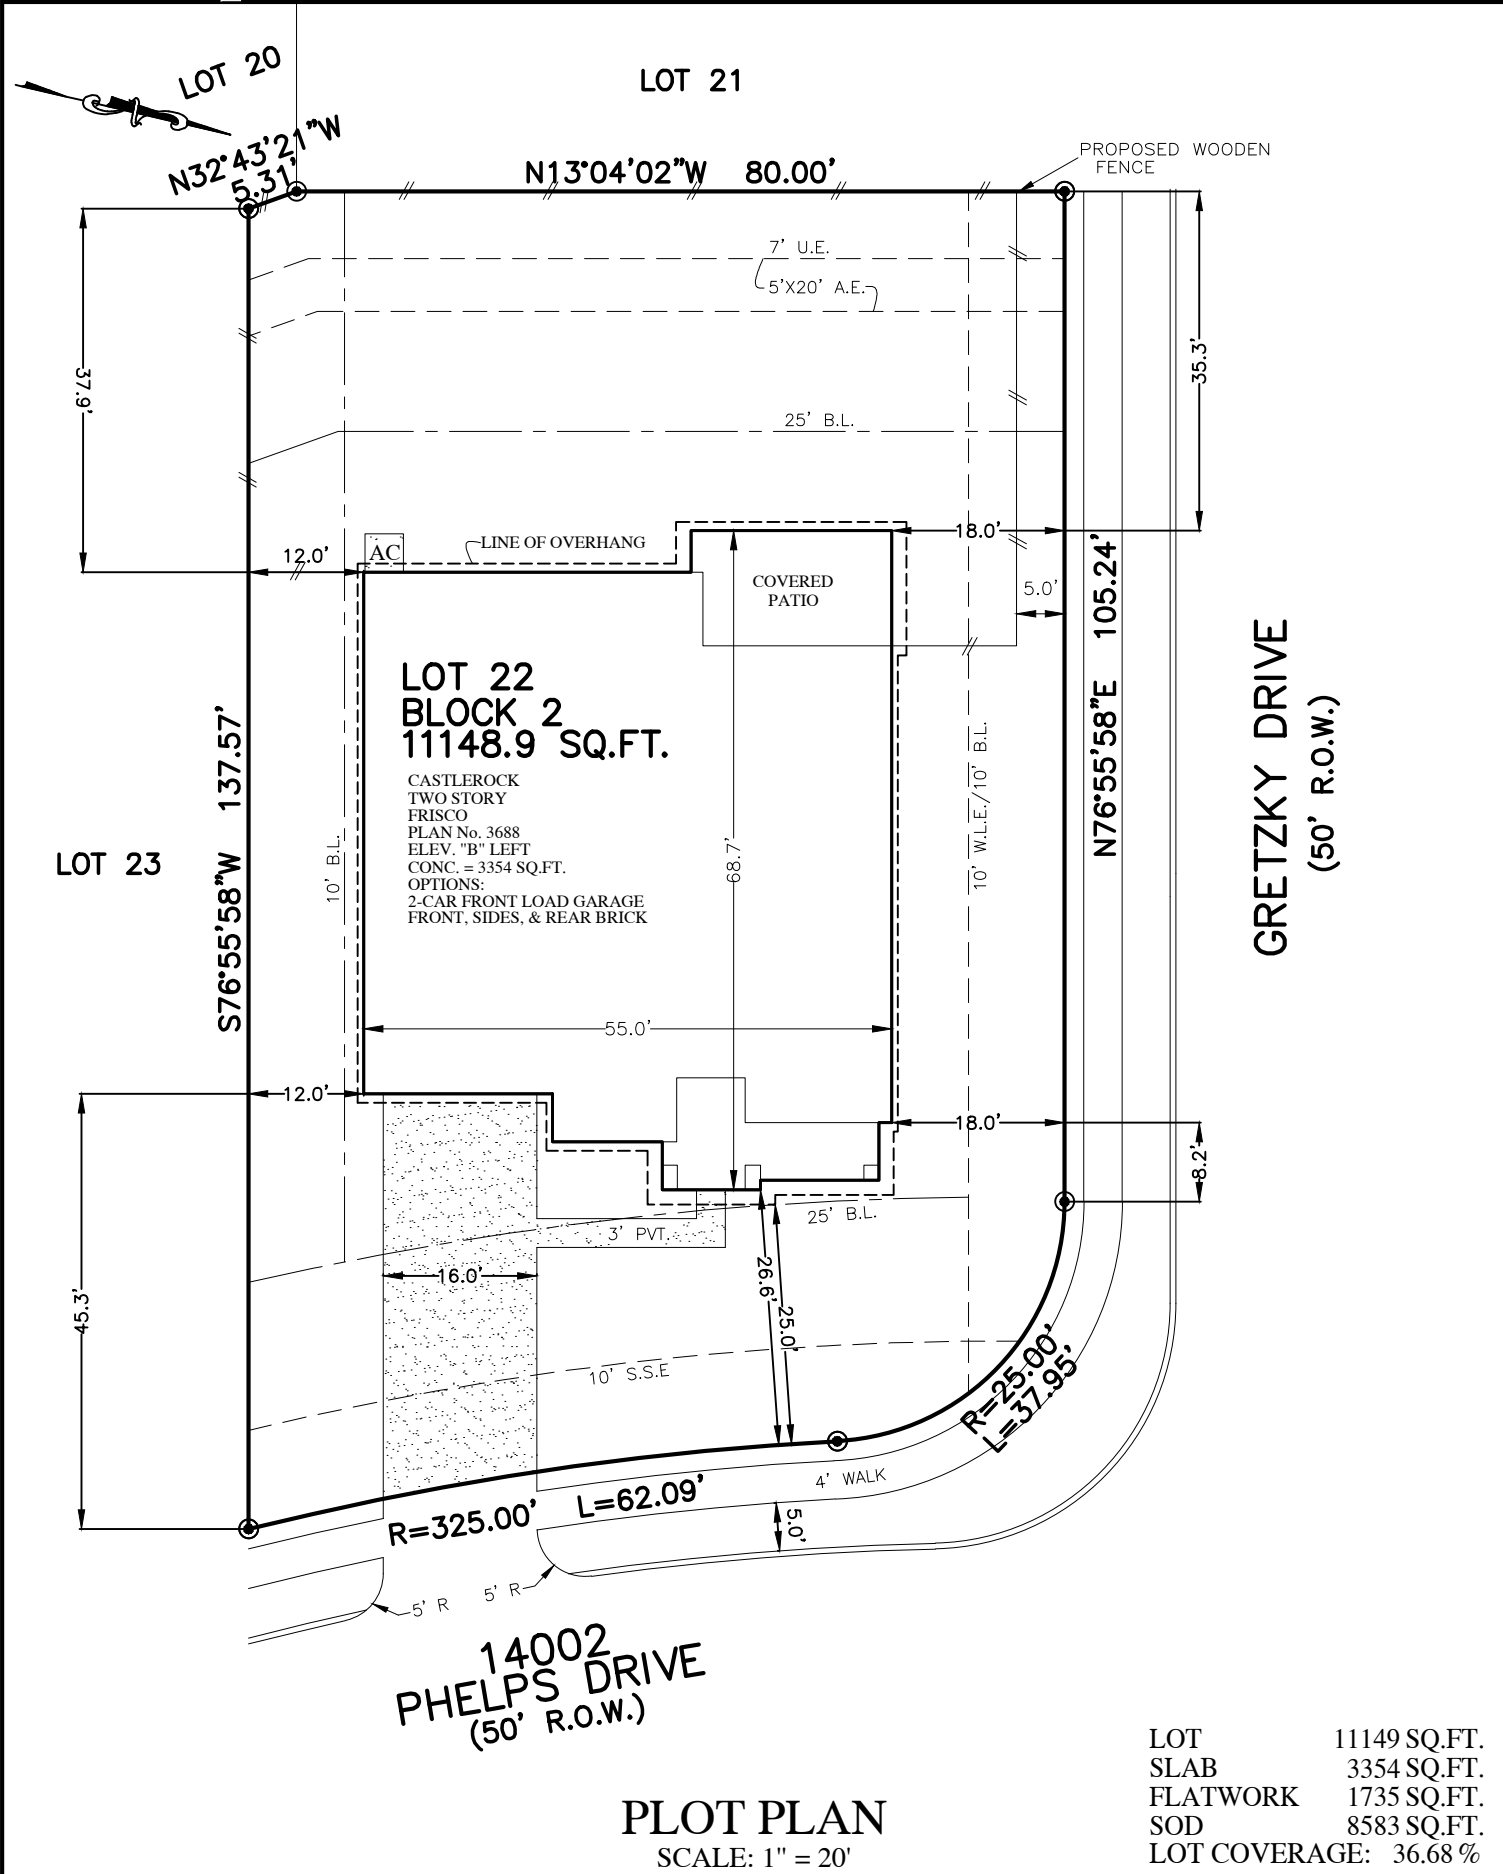 LOT 20
LOT 21
N32°43'21"W
5.31'
N13°04'02"W 80.00'
PROPOSED WOODEN
FENCE
7' U.E.
5'X20' A.E.
37.9'
35.3'
25' B.L.
12.0'
AC
LINE OF OVERHANG
18.0'
COVERED
PATIO
5.0'
LOT 22
BLOCK 2
11148.9 SQ.FT.
CASTLEROCK
TWO STORY
FRISCO
PLAN No. 3688
ELEV. "B" LEFT
CONC. = 3354 SQ.FT.
OPTIONS:
2-CAR FRONT LOAD GARAGE
FRONT, SIDES, & REAR BRICK
LOT 23
S76°55'58"W 137.57'
10' B.L.
68.7'
10' W.L.E./10' B.L.
N76°55'58"E 105.24'
GRETZKY DRIVE
(50' R.O.W.)
55.0'
12.0'
18.0'
8.2'
45.3'
25' B.L.
3' PVT.
16.0'
26.6'
25.0'
10' S.S.E
R=25.00'
L=37.95'
4' WALK
R=325.00' L=62.09'
5.0'
5' R
5' R
14002
PHELPS DRIVE
(50' R.O.W.)
PLOT PLAN
SCALE: 1" = 20'
LOT 11149 SQ.FT.
SLAB 3354 SQ.FT.
FLATWORK 1735 SQ.FT.
SOD 8583 SQ.FT.
LOT COVERAGE: 36.68 %